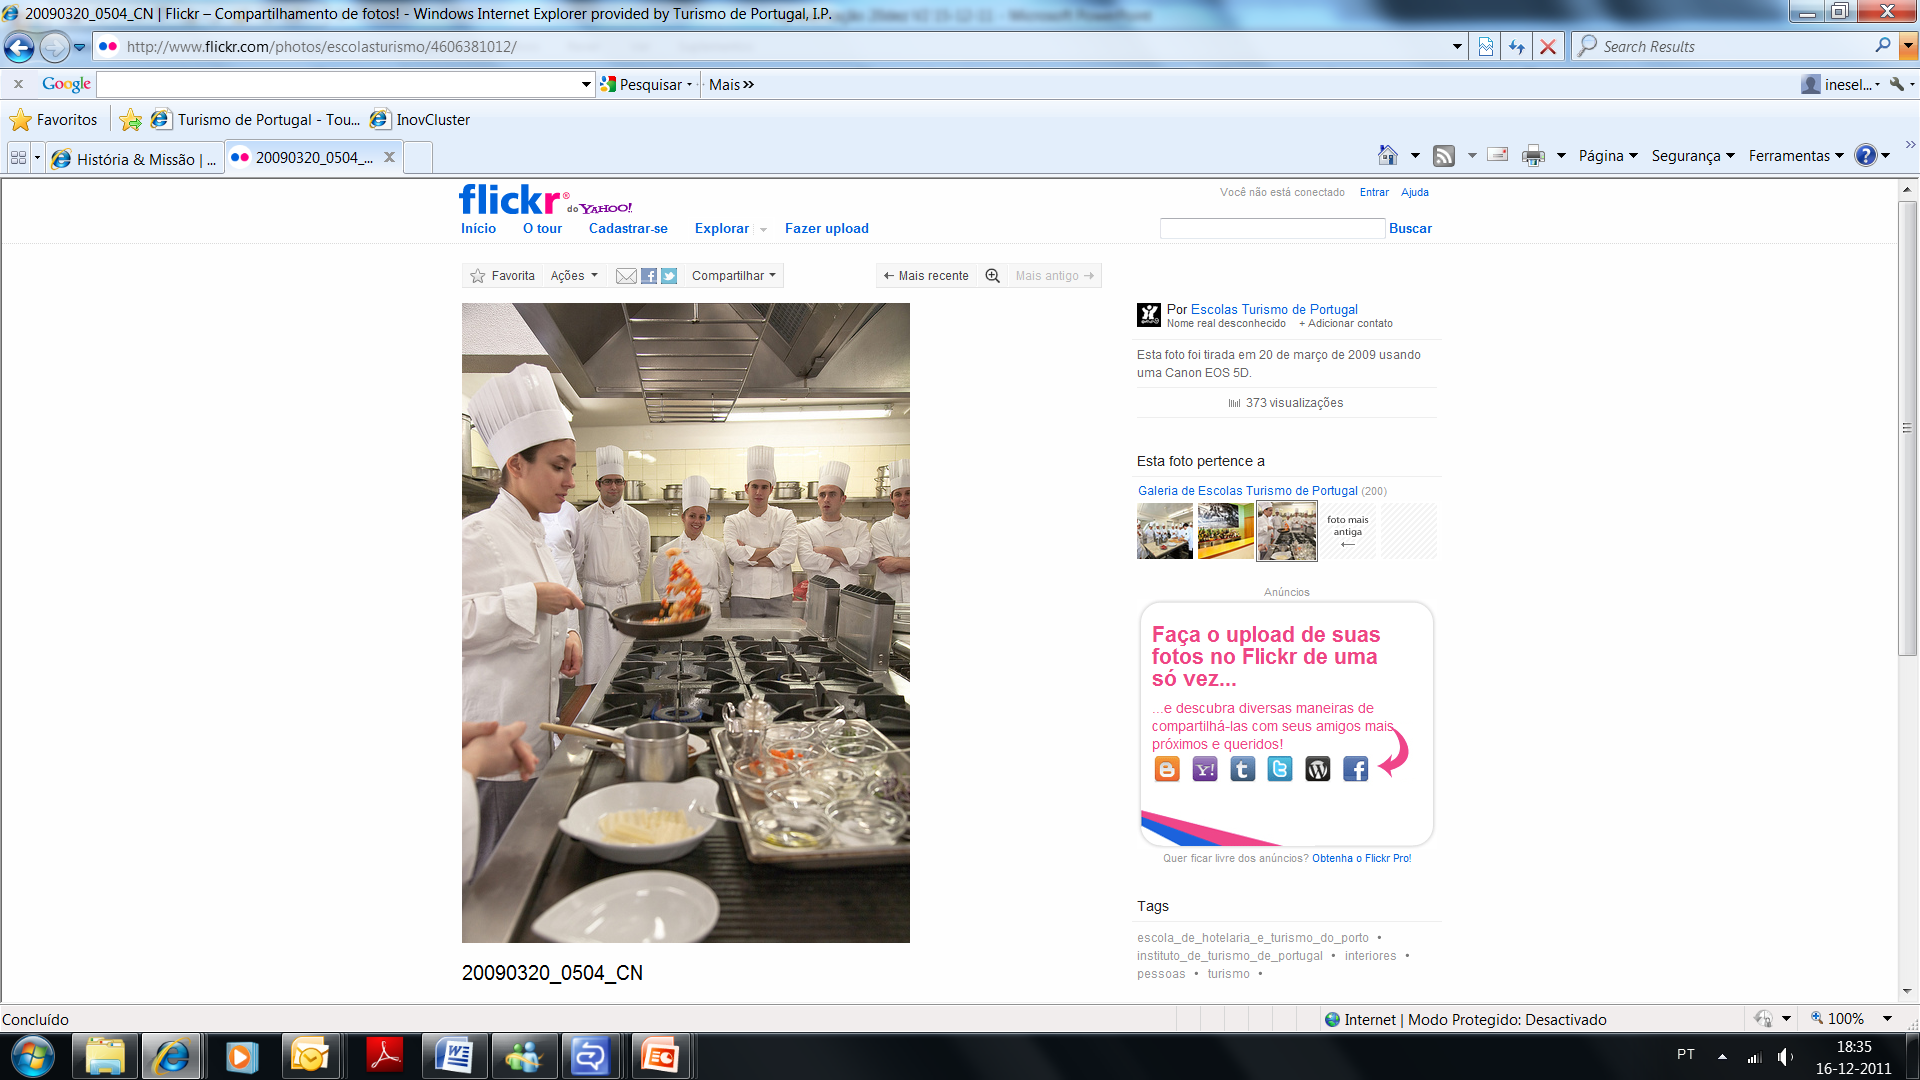 20090320_0504_CN | Flickr – Compartilhamento de fotos! - Windows Internet Explorer provided by Turismo de Portugal, I.P.
http://www.flickr.com/photos/escolasturismo/4606381012/
Search Results
x Google Pesquisar Mais »
inesel...
Favoritos Turismo de Portugal - Tou... InovCluster
História & Missão | ... 20090320_0504_... x
Página Segurança Ferramentas
flickr® do YAHOO!
Você não está conectado Entrar Ajuda
Início O tour Cadastrar-se Explorar Fazer upload
Buscar
Favorita Ações Compartilhar
← Mais recente Mais antigo →
Por Escolas Turismo de Portugal
Nome real desconhecido + Adicionar contato
Esta foto foi tirada em 20 de março de 2009 usando
uma Canon EOS 5D.
373 visualizações
Esta foto pertence a
Galeria de Escolas Turismo de Portugal (200)
foto mais
antiga
←
Anúncios
Faça o upload de suas
fotos no Flickr de uma
só vez...
...e descubra diversas maneiras de
compartilhá-las com seus amigos mais
próximos e queridos!
Quer ficar livre dos anúncios? Obtenha o Flickr Pro!
Tags
escola_de_hotelaria_e_turismo_do_porto •
instituto_de_turismo_de_portugal • interiores •
pessoas • turismo •
20090320_0504_CN
Concluído
Internet | Modo Protegido: Desactivado
100%
PT
18:35
16-12-2011